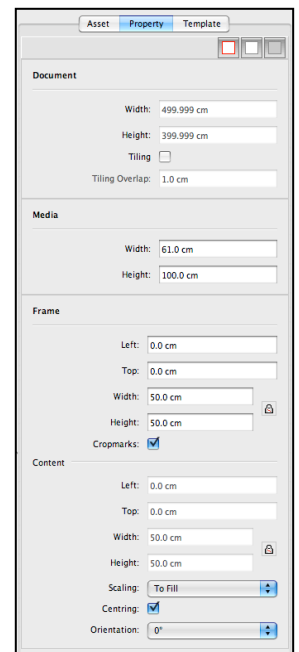 Asset Property Template
Document
Width: 499.999 cm
Height: 399.999 cm
Tiling
Tiling Overlap: 1.0 cm
Media
Width: 61.0 cm
Height: 100.0 cm
Frame
Left: 0.0 cm
Top: 0.0 cm
Width: 50.0 cm
Height: 50.0 cm
Cropmarks:
Content
Left: 0.0 cm
Top: 0.0 cm
Width: 50.0 cm
Height: 50.0 cm
Scaling: To Fill
Centring:
Orientation: 0°